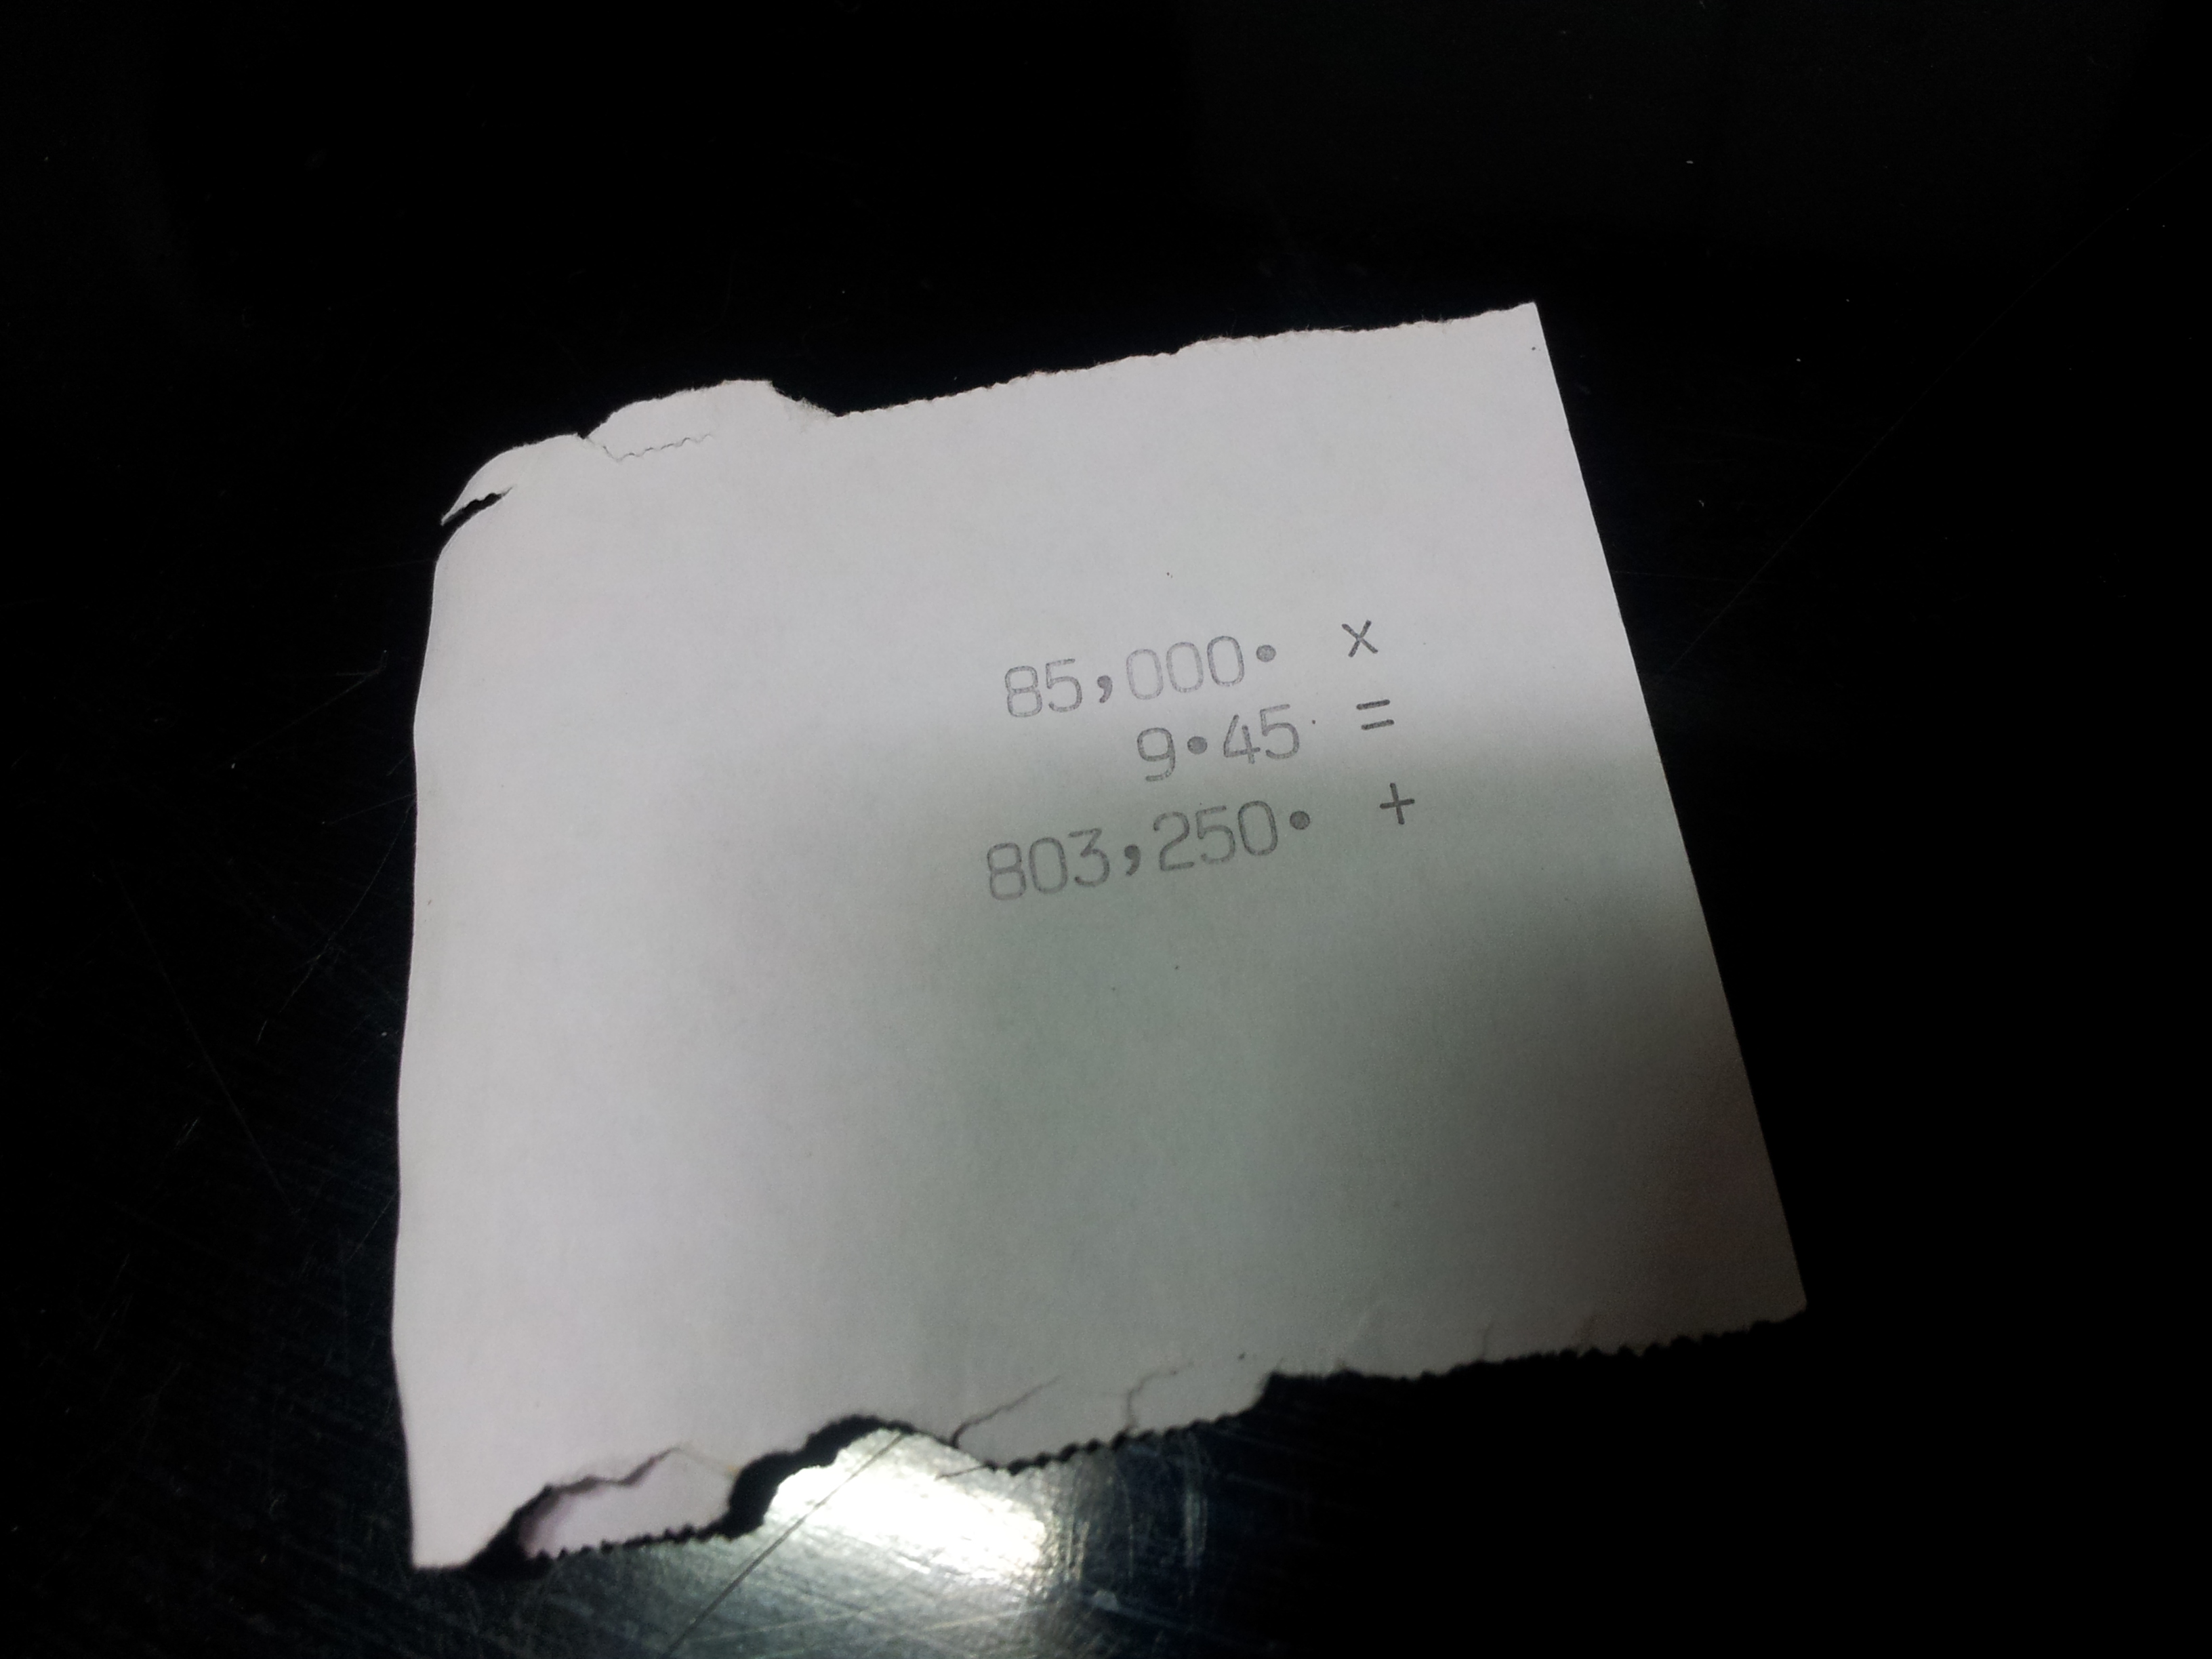 85,000. x
9.45 =
803,250. +